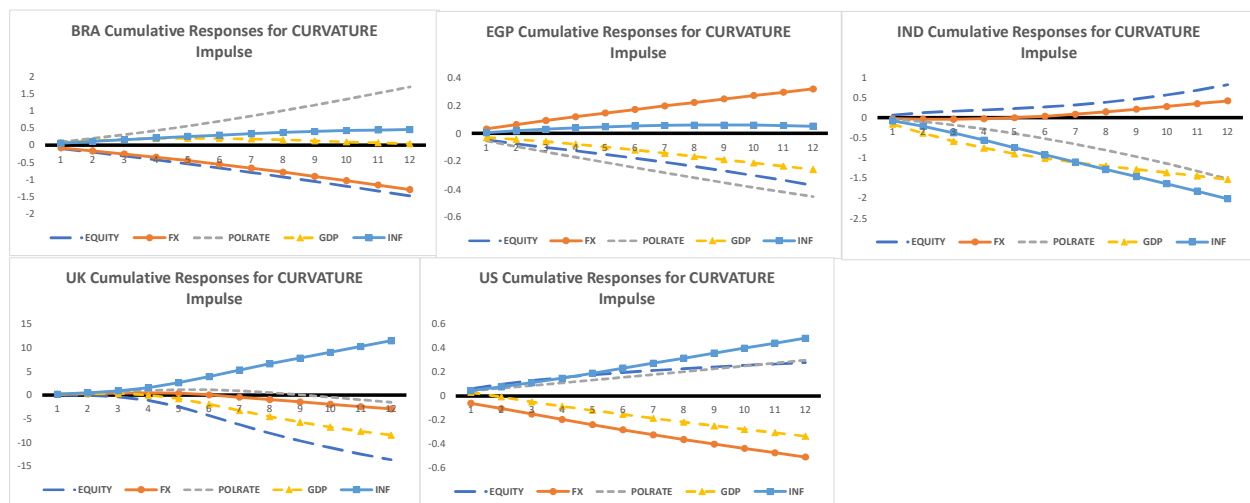 BRA Cumulative Responses for CURVATURE
Impulse
2
1.5
1
0.5
0
-0.5
-1
-1.5
-2
1 2 3 4 5 6 7 8 9 10 11 12
EQUITY FX POLRATE GDP INF
EGP Cumulative Responses for CURVATURE
Impulse
0.4
0.2
0
-0.2
-0.4
-0.6
1 2 3 4 5 6 7 8 9 10 11 12
EQUITY FX POLRATE GDP INF
IND Cumulative Responses for CURVATURE
Impulse
1
0.5
0
-0.5
-1
-1.5
-2
-2.5
1 2 3 4 5 6 7 8 9 10 11 12
EQUITY FX POLRATE GDP INF
UK Cumulative Responses for CURVATURE
Impulse
15
10
5
0
-5
-10
-15
1 2 3 4 5 6 7 8 9 10 11 12
EQUITY FX POLRATE GDP INF
US Cumulative Responses for CURVATURE
Impulse
0.6
0.4
0.2
0
-0.2
-0.4
-0.6
1 2 3 4 5 6 7 8 9 10 11 12
EQUITY FX POLRATE GDP INF